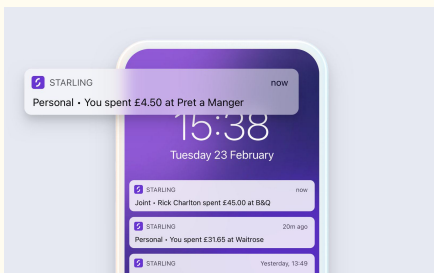 STARLING now
Personal • You spent £4.50 at Pret a Manger
15:38
Tuesday 23 February
STARLING now
Joint • Rick Charlton spent £45.00 at B&Q
STARLING 20m ago
Personal • You spent £31.65 at Waitrose
STARLING Yesterday, 13:49